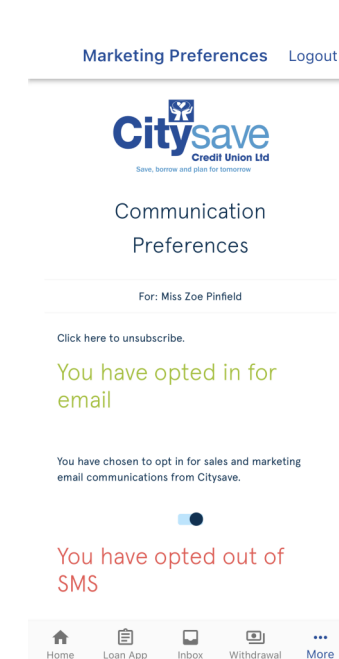 Marketing Preferences Logout
Citysave
Credit Union Ltd
Save, borrow and plan for tomorrow
Communication
Preferences
For: Miss Zoe Pinfield
Click here to unsubscribe.
You have opted in for
email
You have chosen to opt in for sales and marketing
email communications from Citysave.
You have opted out of
SMS
Home Loan App Inbox Withdrawal More